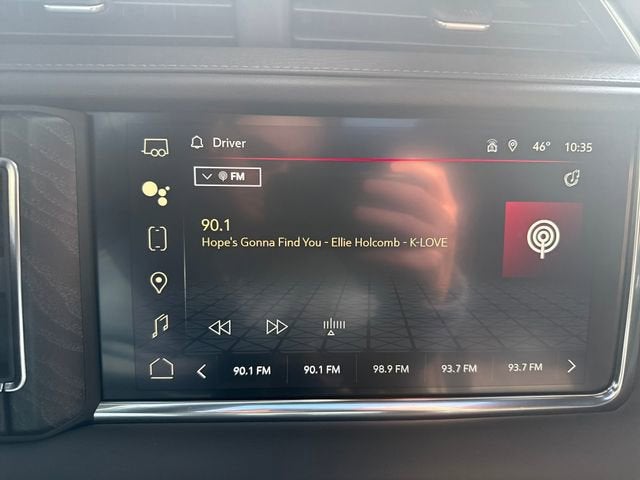 Driver
46° 10:35
FM
90.1
Hope's Gonna Find You - Ellie Holcomb - K-LOVE
90.1 FM 90.1 FM 98.9 FM 93.7 FM 93.7 FM